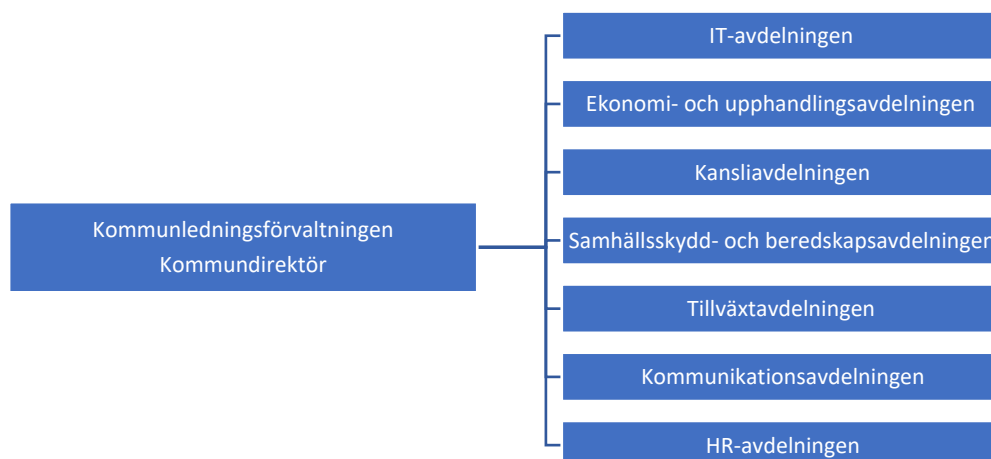 IT-avdelningen
Ekonomi- och upphandlingsavdelningen
Kansliavdelningen
Kommunledningsförvaltningen
Kommundirektör
Samhällsskydd- och beredskapsavdelningen
Tillväxtavdelningen
Kommunikationsavdelningen
HR-avdelningen